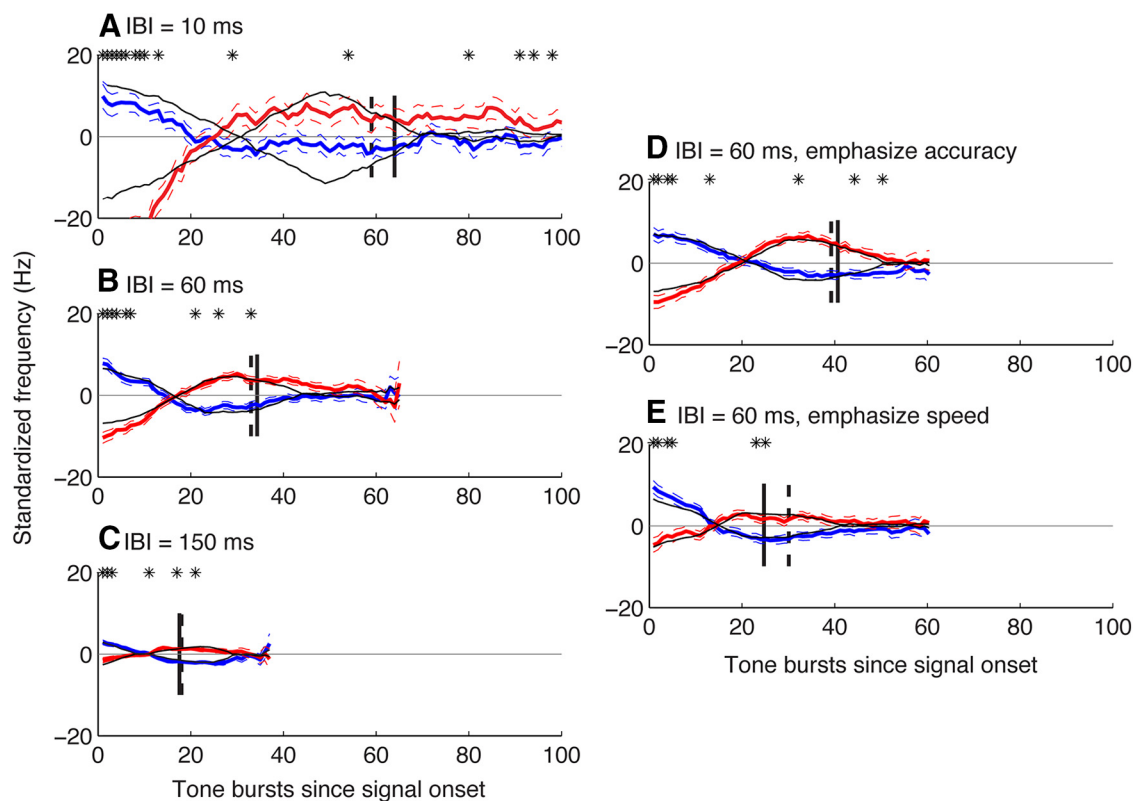 A IBI = 10 ms
20
0
−20
0 20 40 60 80 100
B IBI = 60 ms
20
0
−20
0 20 40 60 80 100
C IBI = 150 ms
20
0
−20
0 20 40 60 80 100
Tone bursts since signal onset
Standardized frequency (Hz)
D IBI = 60 ms, emphasize accuracy
20
0
−20
0 20 40 60 80 100
E IBI = 60 ms, emphasize speed
20
0
−20
0 20 40 60 80 100
Tone bursts since signal onset